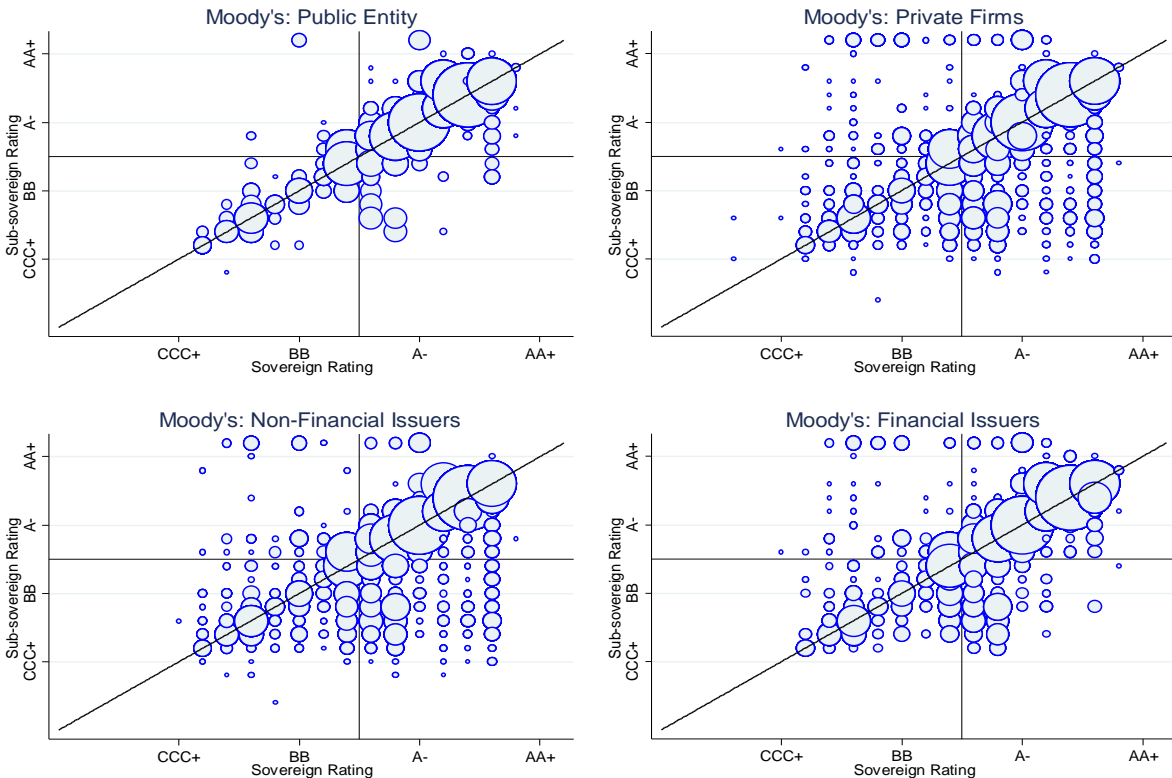 Moody's: Public Entity
AA+
A-
BB
CCC+
Sub-sovereign Rating
CCC+
BB
A-
AA+
Sovereign Rating
Moody's: Private Firms
AA+
A-
BB
CCC+
Sub-sovereign Rating
CCC+
BB
A-
AA+
Sovereign Rating
Moody's: Non-Financial Issuers
AA+
A-
BB
CCC+
Sub-sovereign Rating
CCC+
BB
A-
AA+
Sovereign Rating
Moody's: Financial Issuers
AA+
A-
BB
CCC+
Sub-sovereign Rating
CCC+
BB
A-
AA+
Sovereign Rating